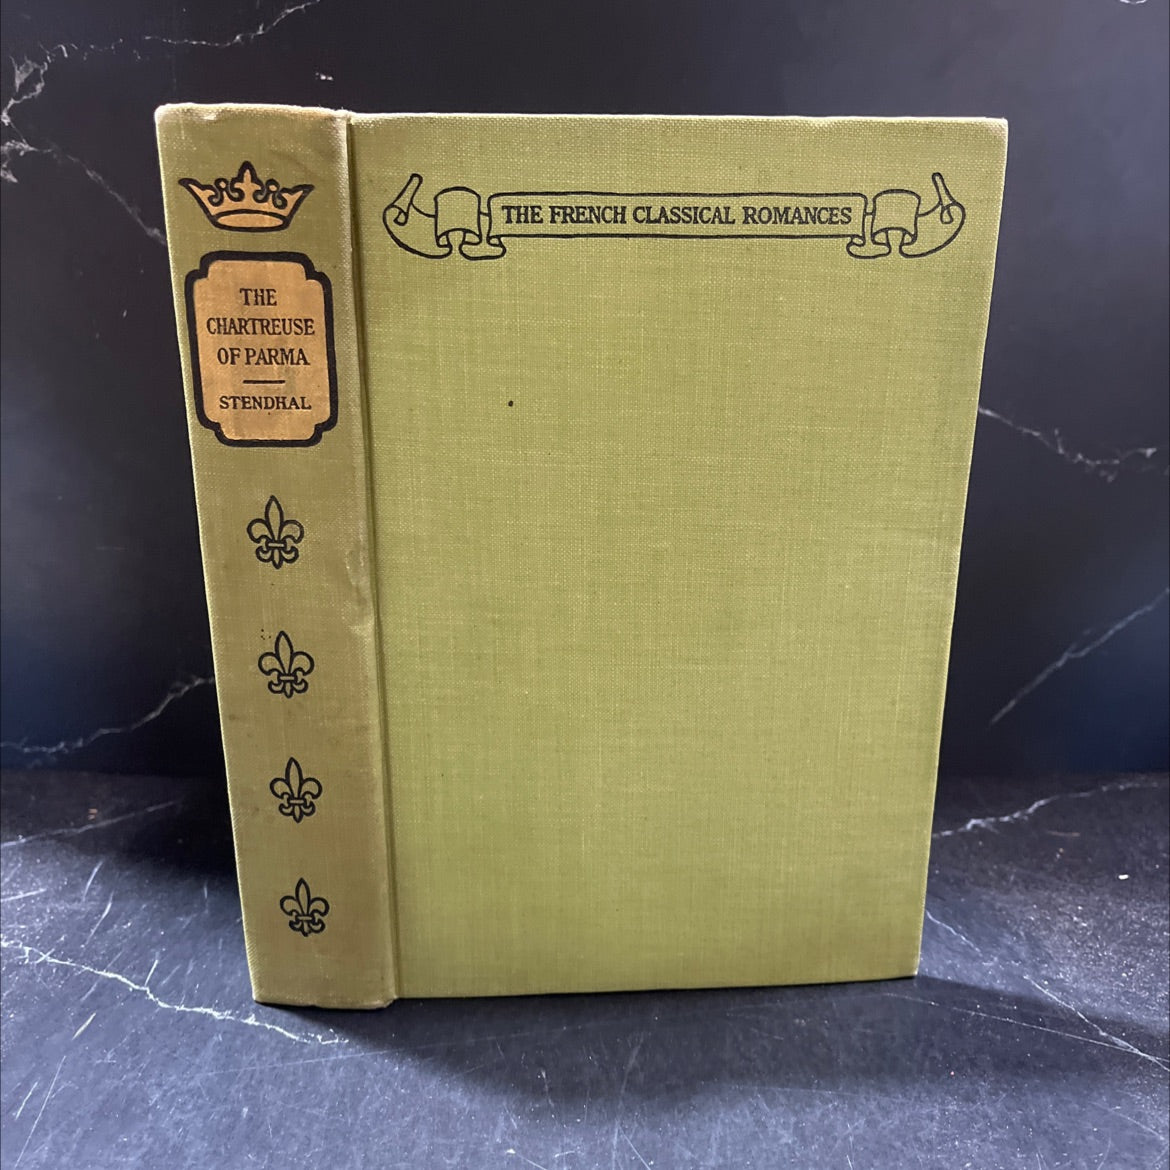 THE
CHARTREUSE
OF PARMA
STENDHAL
THE FRENCH CLASSICAL ROMANCES